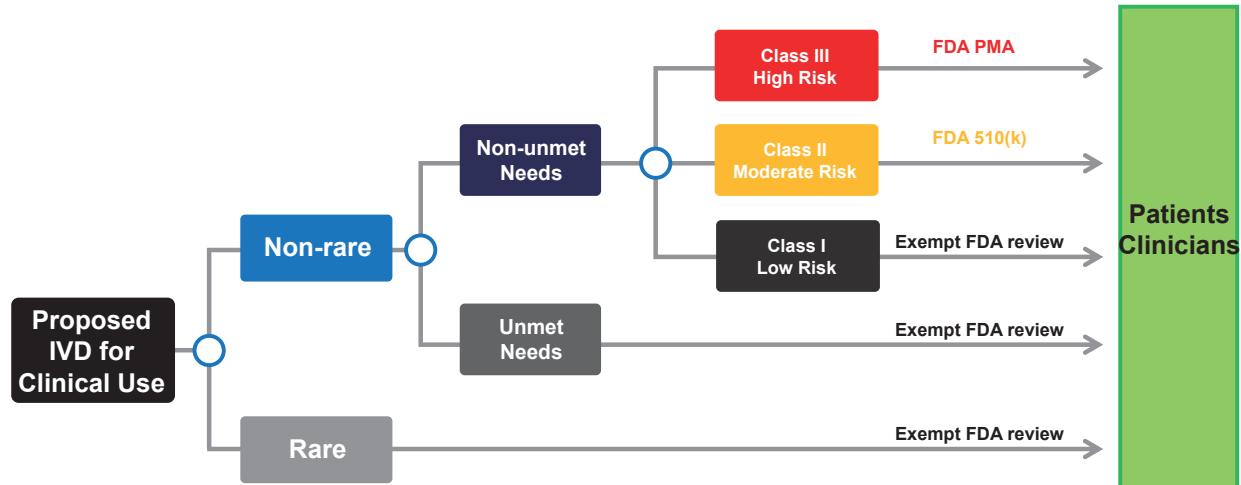 Proposed
IVD for
Clinical Use
Non-rare
Rare
Non-unmet
Needs
Unmet
Needs
Class III
High Risk
Class II
Moderate Risk
Class I
Low Risk
FDA PMA
FDA 510(k)
Exempt FDA review
Exempt FDA review
Exempt FDA review
Patients
Clinicians